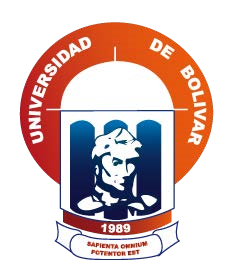 UNIVERSIDAD DE BOLIVAR
1989
SAPIENTA OMNIUM
POTENTOR EST